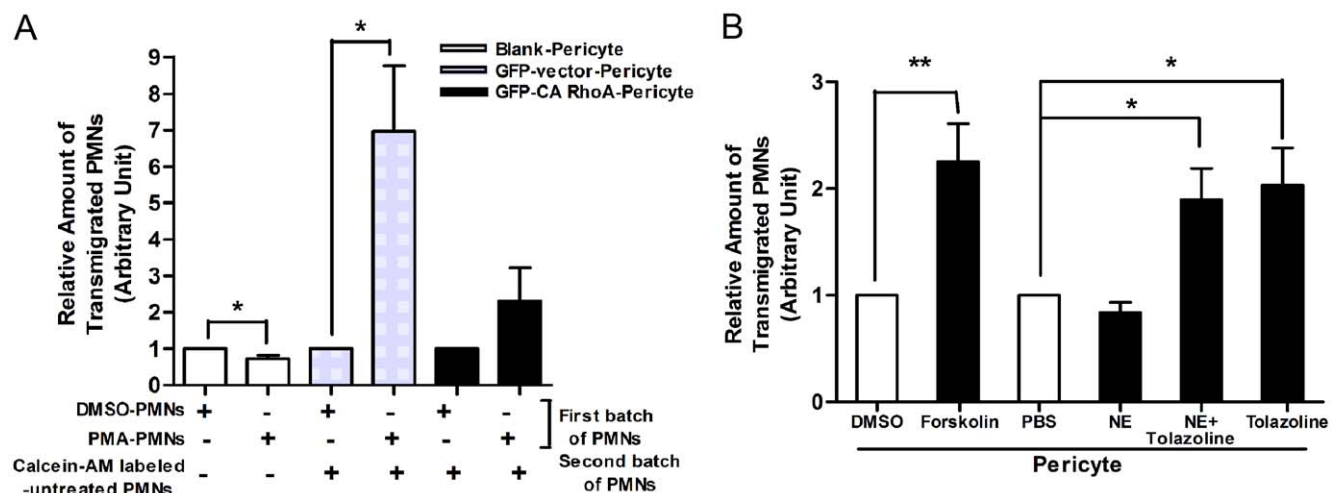 A
Relative Amount of
Transmigrated PMNs
(Arbitrary Unit)
9
8
7
6
5
4
3
2
1
0
*
*
Blank-Pericyte
GFP-vector-Pericyte
GFP-CA RhoA-Pericyte
DMSO-PMNs + - + - + -
PMA-PMNs - + - + - +
First batch
of PMNs
Calcein-AM labeled
-untreated PMNs - - + + + +
Second batch
of PMNs
B
Relative Amount of
Transmigrated PMNs
(Arbitrary Unit)
3
2
1
0
**
*
*
DMSO Forskolin PBS NE NE+
Tolazoline Tolazoline
Pericyte